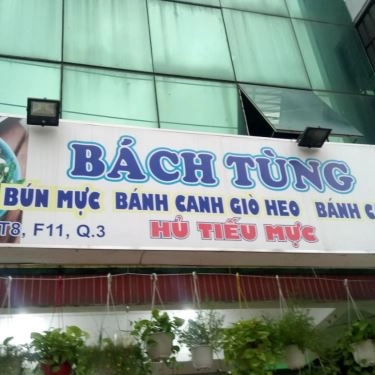 BÁCH TÙNG
BÚN MỰC BÁNH CANH GIÒ HEO BÁNH C
T8, F11, Q.3
HỦ TIẾU MỰC